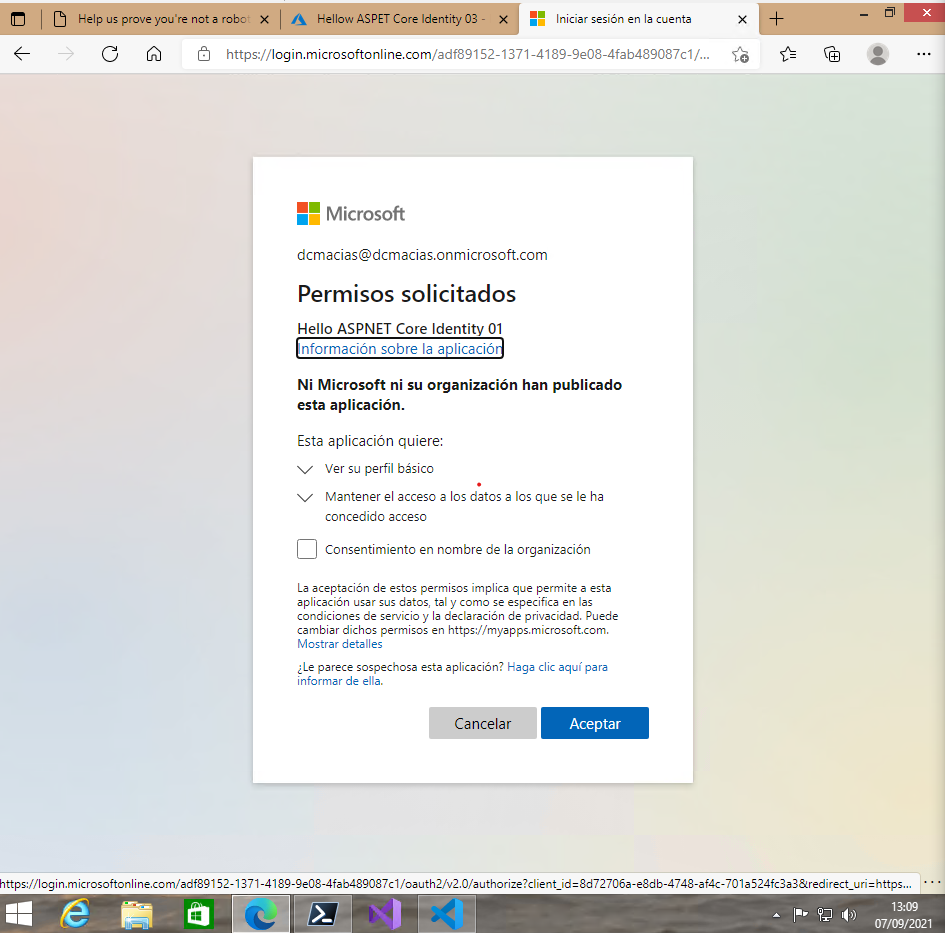 Help us prove you're not a robot
Hellow ASPET Core Identity 03 -
Iniciar sesión en la cuenta
https://login.microsoftonline.com/adf89152-1371-4189-9e08-4fab489087c1/...
Microsoft
dcmacias@dcmacias.onmicrosoft.com
Permisos solicitados
Hello ASPNET Core Identity 01
Información sobre la aplicación
Ni Microsoft ni su organización han publicado
esta aplicación.
Esta aplicación quiere:
Ver su perfil básico
Mantener el acceso a los datos a los que se le ha
concedido acceso
Consentimiento en nombre de la organización
La aceptación de estos permisos implica que permite a esta
aplicación usar sus datos, tal y como se especifica en las
condiciones de servicio y la declaración de privacidad. Puede
cambiar dichos permisos en https://myapps.microsoft.com.
Mostrar detalles
¿Le parece sospechosa esta aplicación? Haga clic aquí para
informar de ella.
Cancelar
Aceptar
https://login.microsoftonline.com/adf89152-1371-4189-9e08-4fab489087c1/oauth2/v2.0/authorize?client_id=8d72706a-e8db-4748-af4c-701a524fc3a3&redirect_uri=https...
13:09
07/09/2021